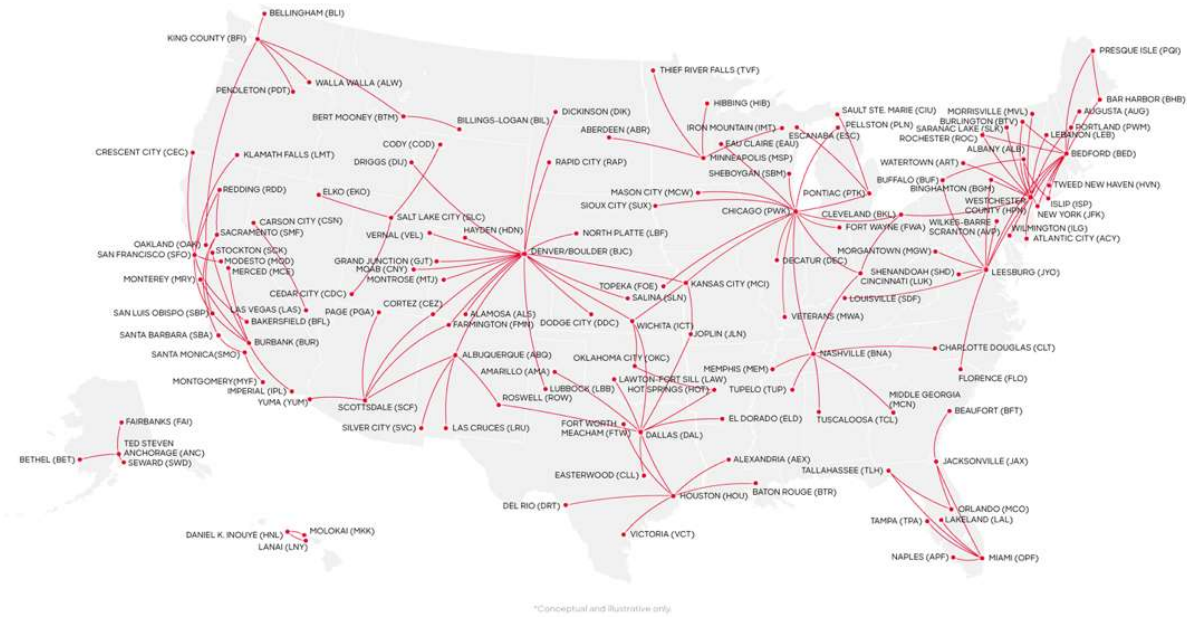 BELLINGHAM (BLI)
KING COUNTY (BFI)
PRESQUE ISLE (PQI)
THIEF RIVER FALLS (TVF)
WALLA WALLA (ALW)
PENDLETON (PDT)
BAR HARBOR (BHB)
HIBBING (HIB)
DICKINSON (DIK)
SAULT STE. MARIE (CIU)
MORRISVILLE (MVL)
AUGUSTA (AUG)
BERT MOONEY (BTM)
BILLINGS-LOGAN (BIL)
BURLINGTON (BTV)
ABERDEEN (ABR)
IRON MOUNTAIN (IMT)
PELLSTON (PLN)
SARANAC LAKE (SLK)
PORTLAND (PWM)
ESCANABA (ESC)
ROCHESTER (ROC)
LEBANON (LEB)
CODY (COD)
EAU CLAIRE (EAU)
ALBANY (ALB)
CRESCENT CITY (CEC)
KLAMATH FALLS (LMT)
DRIGGS (DIJ)
RAPID CITY (RAP)
MINNEAPOLIS (MSP)
WATERTOWN (ART)
BEDFORD (BED)
SHEBOYGAN (SBM)
BUFFALO (BUF)
REDDING (RDD)
ELKO (EKO)
MASON CITY (MCW)
PONTIAC (PTK)
BINGHAMTON (BGM)
TWEED NEW HAVEN (HVN)
SIOUX CITY (SUX)
WESTCHESTER
COUNTY (HPN)
ISLIP (ISP)
CHICAGO (PWK)
CLEVELAND (BKL)
NEW YORK (JFK)
SALT LAKE CITY (SLC)
CARSON CITY (CSN)
SACRAMENTO (SMF)
HAYDEN (HDN)
VERNAL (VEL)
NORTH PLATTE (LBF)
FORT WAYNE (FWA)
WILKES-BARRE
SCRANTON (AVP)
WILMINGTON (ILG)
ATLANTIC CITY (ACY)
OAKLAND (OAK)
SAN FRANCISCO (SFO)
STOCKTON (SCK)
MODESTO (MOD)
MERCED (MCE)
DENVER/BOULDER (BJC)
GRAND JUNCTION (GJT)
MOAB (CNY)
MONTROSE (MTJ)
DECATUR (DEC)
MORGANTOWN (MGW)
MONTEREY (MRY)
TOPEKA (FOE)
KANSAS CITY (MCI)
SHENANDOAH (SHD)
LEESBURG (JYO)
CINCINNATI (LUK)
CEDAR CITY (CDC)
SALINA (SLN)
LOUISVILLE (SDF)
SAN LUIS OBISPO (SBP)
LAS VEGAS (LAS)
BAKERSFIELD (BFL)
PAGE (PGA)
CORTEZ (CEZ)
ALAMOSA (ALS)
FARMINGTON (FMN)
DODGE CITY (DDC)
WICHITA (ICT)
VETERANS (MWA)
SANTA BARBARA (SBA)
BURBANK (BUR)
JOPLIN (JLN)
SANTA MONICA(SMO)
ALBUQUERQUE (ABQ)
OKLAHOMA CITY (OKC)
NASHVILLE (BNA)
CHARLOTTE DOUGLAS (CLT)
AMARILLO (AMA)
MEMPHIS (MEM)
MONTGOMERY(MYF)
LAWTON-FORT SILL (LAW)
FLORENCE (FLO)
IMPERIAL (IPL)
LUBBOCK (LBB)
HOT SPRINGS (HOT)
TUPELO (TUP)
YUMA (YUM)
SCOTTSDALE (SCF)
ROSWELL (ROW)
MIDDLE GEORGIA
(MCN)
BEAUFORT (BFT)
FAIRBANKS (FAI)
SILVER CITY (SVC)
LAS CRUCES (LRU)
FORT WORTH
MEACHAM (FTW)
DALLAS (DAL)
EL DORADO (ELD)
TUSCALOOSA (TCL)
TED STEVEN
ANCHORAGE (ANC)
BETHEL (BET)
SEWARD (SWD)
ALEXANDRIA (AEX)
JACKSONVILLE (JAX)
TALLAHASSEE (TLH)
EASTERWOOD (CLL)
HOUSTON (HOU)
BATON ROUGE (BTR)
DEL RIO (DRT)
ORLANDO (MCO)
TAMPA (TPA)
LAKELAND (LAL)
DANIEL K. INOUYE (HNL)
MOLOKAI (MKK)
LANAI (LNY)
VICTORIA (VCT)
NAPLES (APF)
MIAMI (OPF)
*Conceptual and illustrative only.